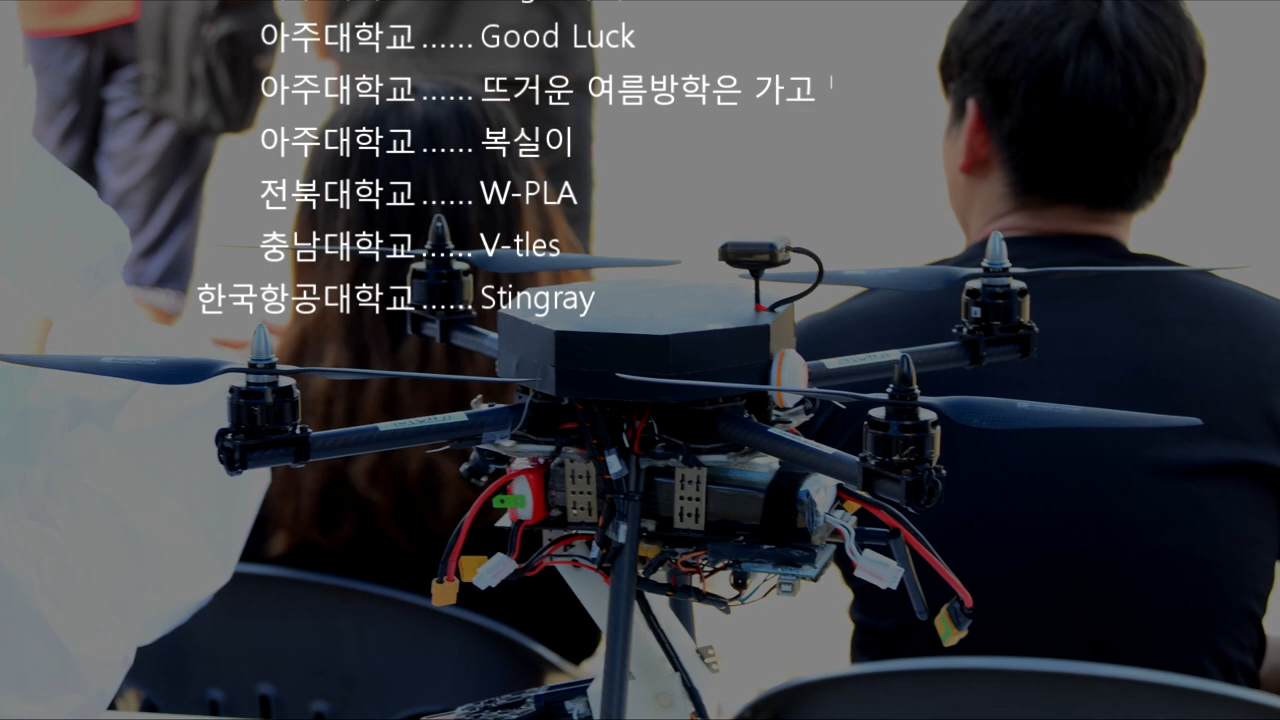 아주대학교 ...... Good Luck
아주대학교 ...... 뜨거운 여름방학은 가고
아주대학교 ...... 복실이
전북대학교 ...... W-PLA
충남대학교 ...... V-tles
한국항공대학교 ...... Stingray